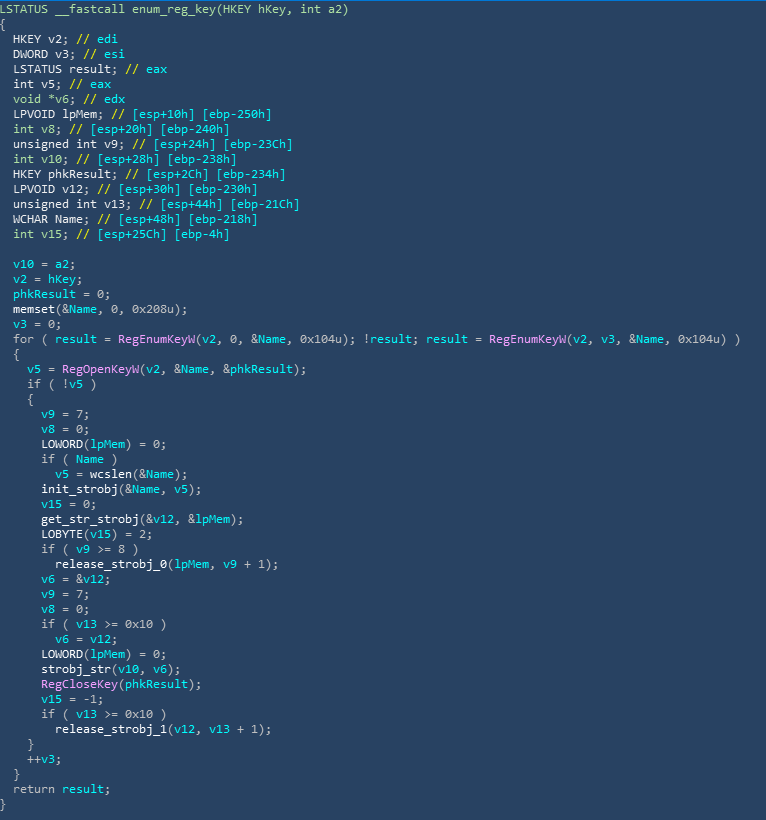 LSTATUS __fastcall enum_reg_key(HKEY hKey, int a2)
{
  HKEY v2; // edi
  DWORD v3; // esi
  LSTATUS result; // eax
  int v5; // eax
  void *v6; // edx
  LPVOID lpMem; // [esp+10h] [ebp-250h]
  int v8; // [esp+20h] [ebp-240h]
  unsigned int v9; // [esp+24h] [ebp-23Ch]
  int v10; // [esp+28h] [ebp-238h]
  HKEY phkResult; // [esp+2Ch] [ebp-234h]
  LPVOID v12; // [esp+30h] [ebp-230h]
  unsigned int v13; // [esp+44h] [ebp-21Ch]
  WCHAR Name; // [esp+48h] [ebp-218h]
  int v15; // [esp+25Ch] [ebp-4h]

  v10 = a2;
  v2 = hKey;
  phkResult = 0;
  memset(&Name, 0, 0x208u);
  v3 = 0;
  for ( result = RegEnumKeyW(v2, 0, &Name, 0x104u); !result; result = RegEnumKeyW(v2, v3, &Name, 0x104u) )
  {
    v5 = RegOpenKeyW(v2, &Name, &phkResult);
    if ( !v5 )
    {
      v9 = 7;
      v8 = 0;
      LOWORD(lpMem) = 0;
      if ( Name )
        v5 = wcslen(&Name);
      init_strobj(&Name, v5);
      v15 = 0;
      get_str_strobj(&v12, &lpMem);
      LOBYTE(v15) = 2;
      if ( v9 >= 8 )
        release_strobj_0(lpMem, v9 + 1);
      v6 = &v12;
      v9 = 7;
      v8 = 0;
      if ( v13 >= 0x10 )
        v6 = v12;
      LOWORD(lpMem) = 0;
      strobj_str(v10, v6);
      RegCloseKey(phkResult);
      v15 = -1;
      if ( v13 >= 0x10 )
        release_strobj_1(v12, v13 + 1);
    }
    ++v3;
  }
  return result;
}